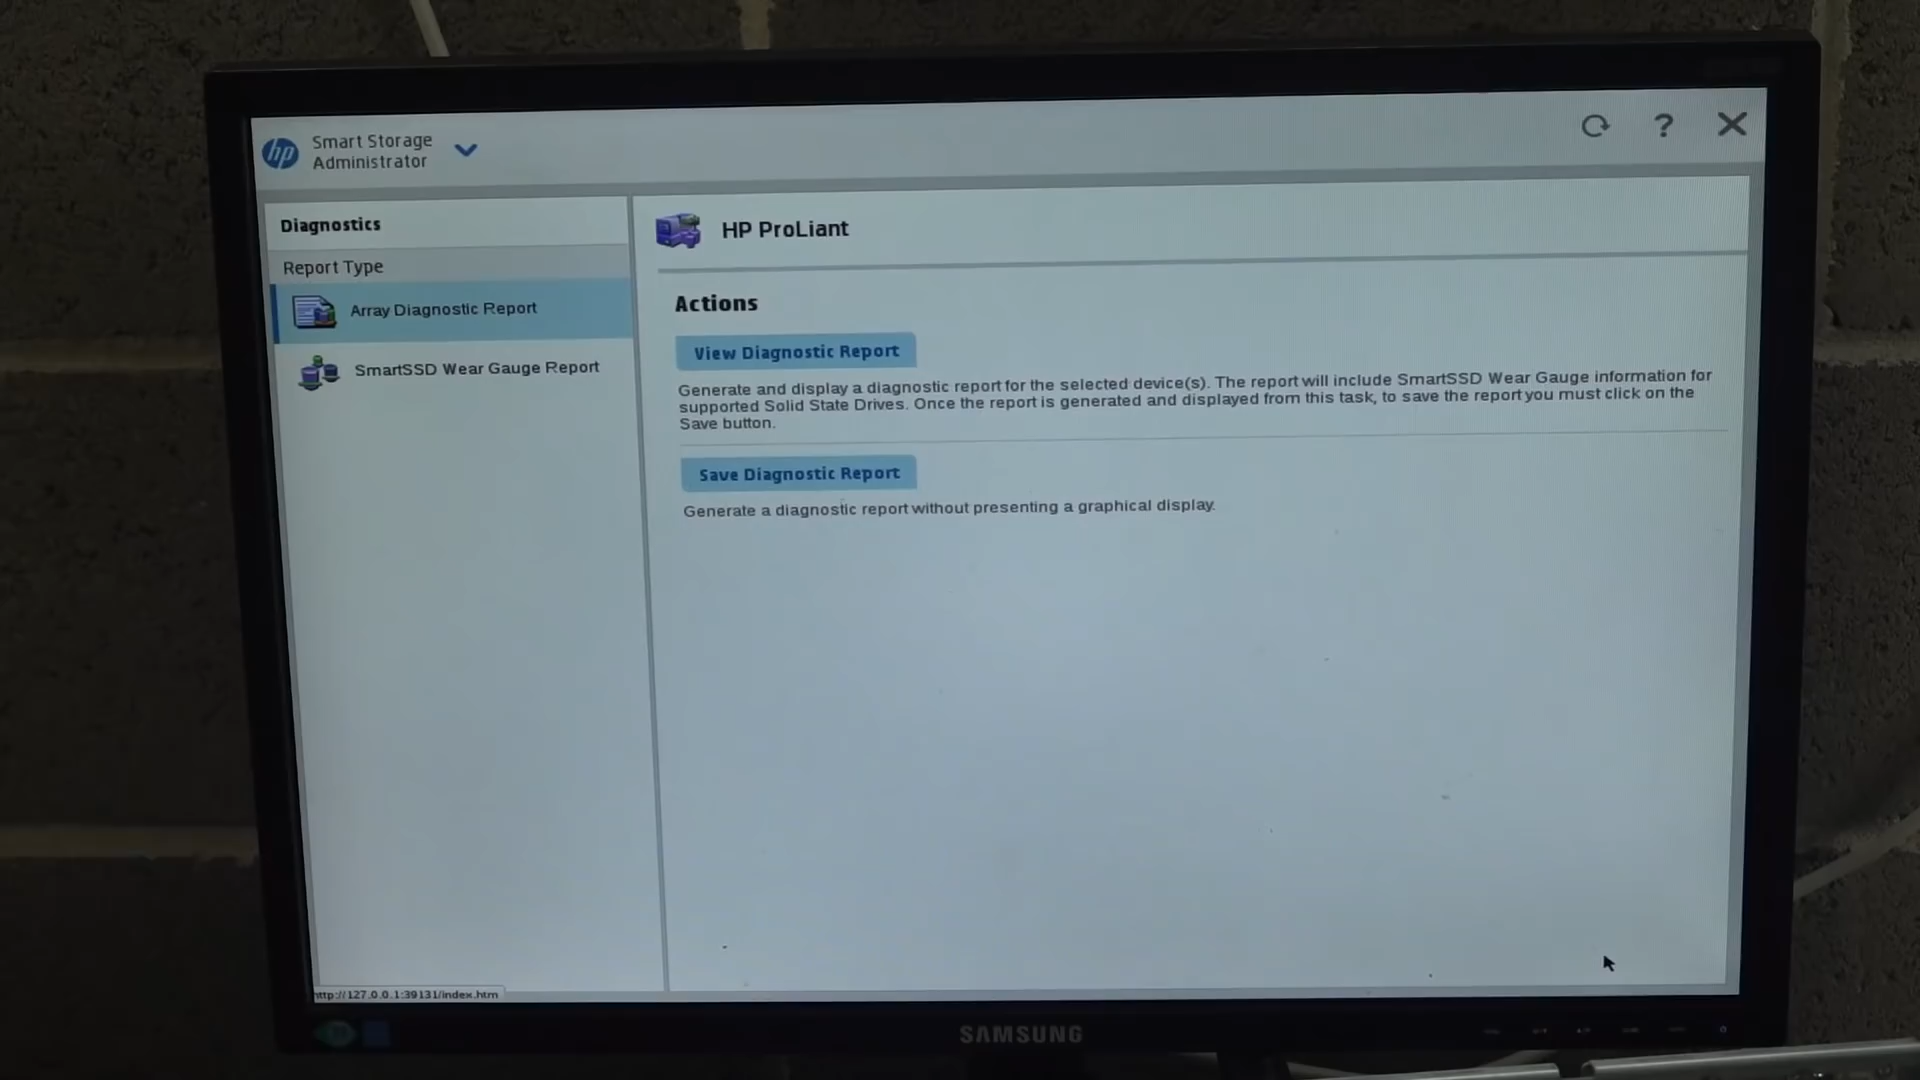 hp
Smart Storage
Administrator
?
Diagnostics
Report Type
Array Diagnostic Report
SmartSSD Wear Gauge Report
HP ProLiant
Actions
View Diagnostic Report
Generate and display a diagnostic report for the selected device(s). The report will include SmartSSD Wear Gauge information for
supported Solid State Drives. Once the report is generated and displayed from this task, to save the report you must click on the
Save button.
Save Diagnostic Report
Generate a diagnostic report without presenting a graphical display.
http://127.0.0.1:39131/index.htm
SAMSUNG